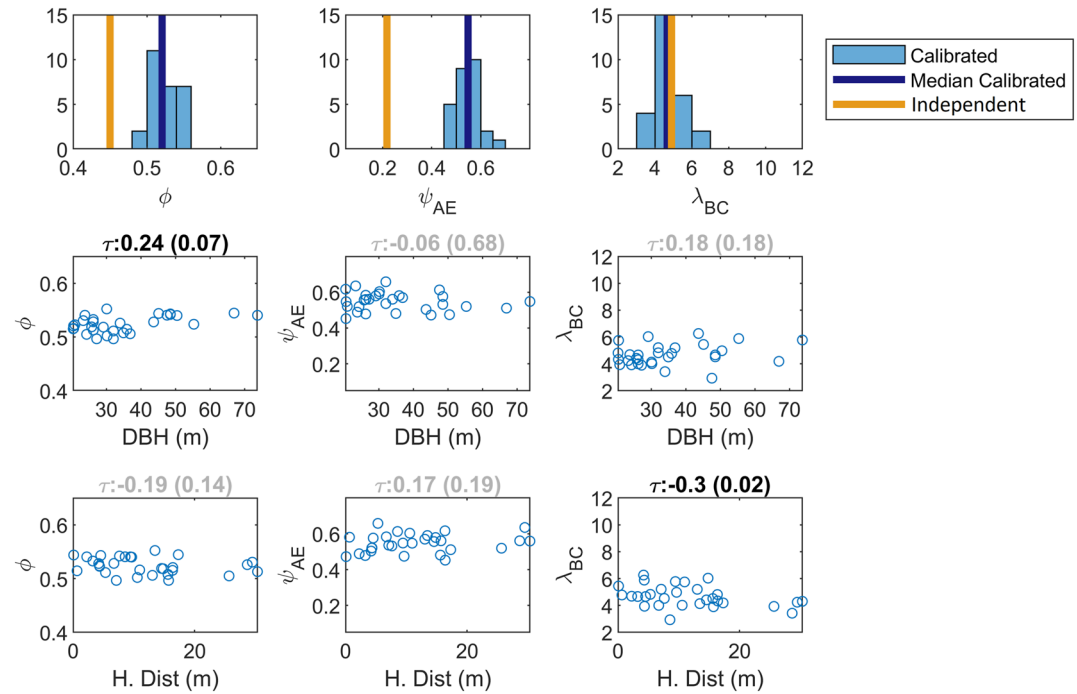 15
10
5
0
0.4 0.5 0.6
ϕ
15
10
5
0
0.2 0.4 0.6
ψAE
15
10
5
0
2 4 6 8 10 12
λBC
Calibrated
Median Calibrated
Independent
τ:0.24 (0.07)
0.6
0.5
0.4
ϕ
30 40 50 60 70
DBH (m)
τ:-0.06 (0.68)
0.6
0.4
0.2
ψAE
30 40 50 60 70
DBH (m)
τ:0.18 (0.18)
12
10
8
6
4
2
λBC
30 40 50 60 70
DBH (m)
τ:-0.19 (0.14)
0.6
0.5
0.4
ϕ
0 20
H. Dist (m)
τ:0.17 (0.19)
0.6
0.4
0.2
ψAE
0 20
H. Dist (m)
τ:-0.3 (0.02)
12
10
8
6
4
2
λBC
0 20
H. Dist (m)